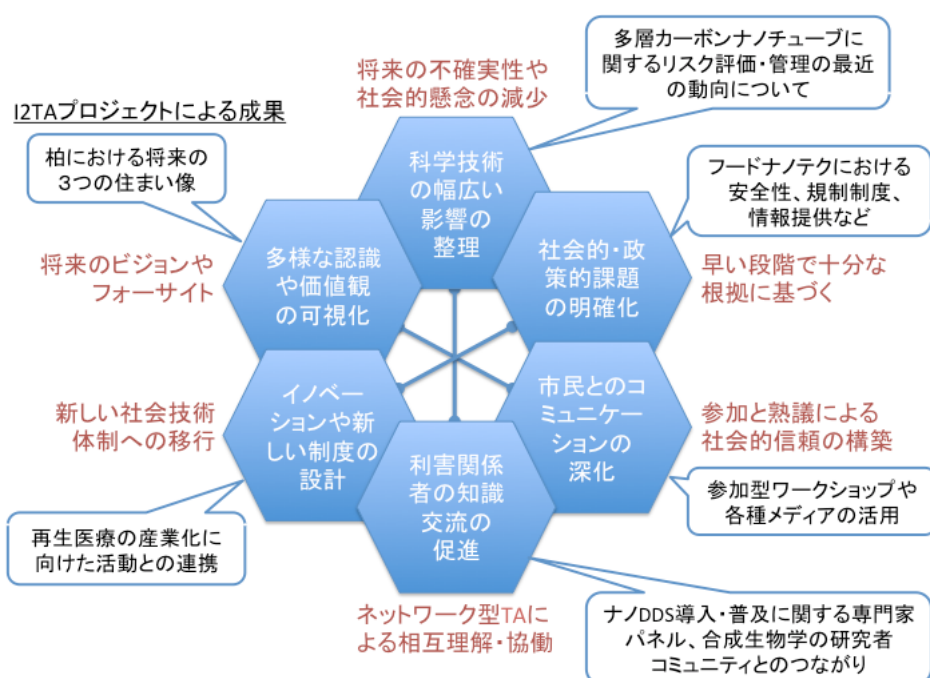 多層カーボンナノチューブに
関するリスク評価・管理の最近
の動向について
将来の不確実性や
社会的懸念の減少
I2TAプロジェクトによる成果
柏における将来の
３つの住まい像
科学技術
の幅広い
影響の
整理
フードナノテクにおける
安全性、規制制度、
情報提供など
将来のビジョンや
フォーサイト
多様な認識
や価値観
の可視化
社会的・政
策的課題
の明確化
早い段階で十分な
根拠に基づく
新しい社会技術
体制への移行
イノベー
ションや新
しい制度の
設計
市民とのコ
ミュニケー
ションの
深化
参加と熟議による
社会的信頼の構築
利害関係
者の知識
交流の
促進
参加型ワークショップや
各種メディアの活用
再生医療の産業化に
向けた活動との連携
ネットワーク型TAに
よる相互理解・協働
ナノDDS導入・普及に関する専門家
パネル、合成生物学の研究者
コミュニティとのつながり